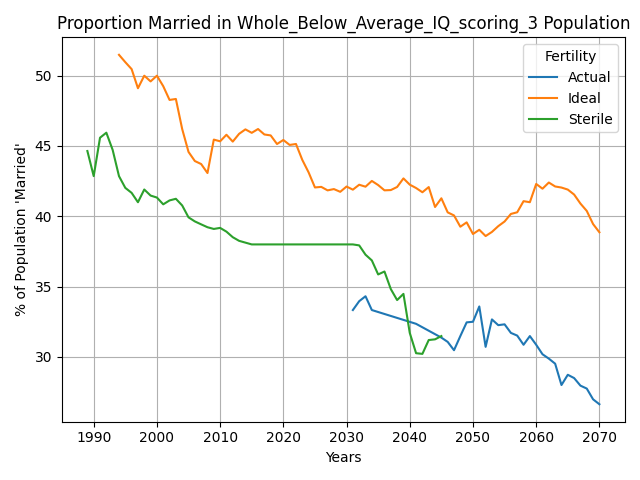 Proportion Married in Whole_Below_Average_IQ_scoring_3 Population
Fertility
Actual
Ideal
Sterile
% of Population 'Married'
50
45
40
35
30
1990 2000 2010 2020 2030 2040 2050 2060 2070
Years